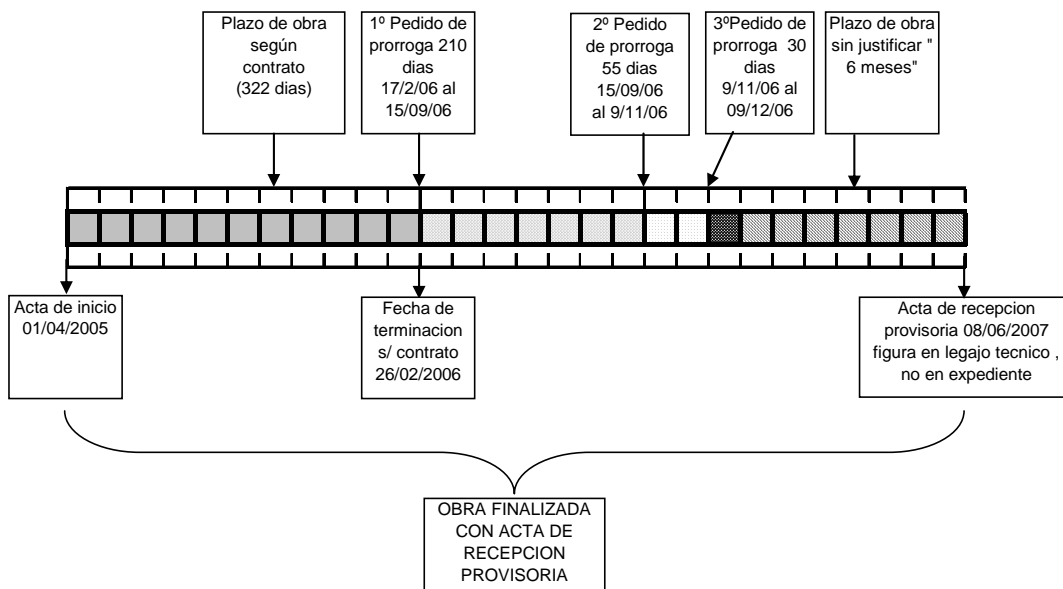 Plazo de obra
según
contrato
(322 dias)
1º Pedido de
prorroga 210
dias
17/2/06 al
15/09/06
2º Pedido
de prorroga
55 dias
15/09/06
al 9/11/06
3ºPedido de
prorroga 30
dias
9/11/06 al
09/12/06
Plazo de obra
sin justificar "
6 meses"
Acta de inicio
01/04/2005
Fecha de
terminacion
s/ contrato
26/02/2006
Acta de recepcion
provisoria 08/06/2007
figura en legajo tecnico ,
no en expediente
OBRA FINALIZADA
CON ACTA DE
RECEPCION
PROVISORIA